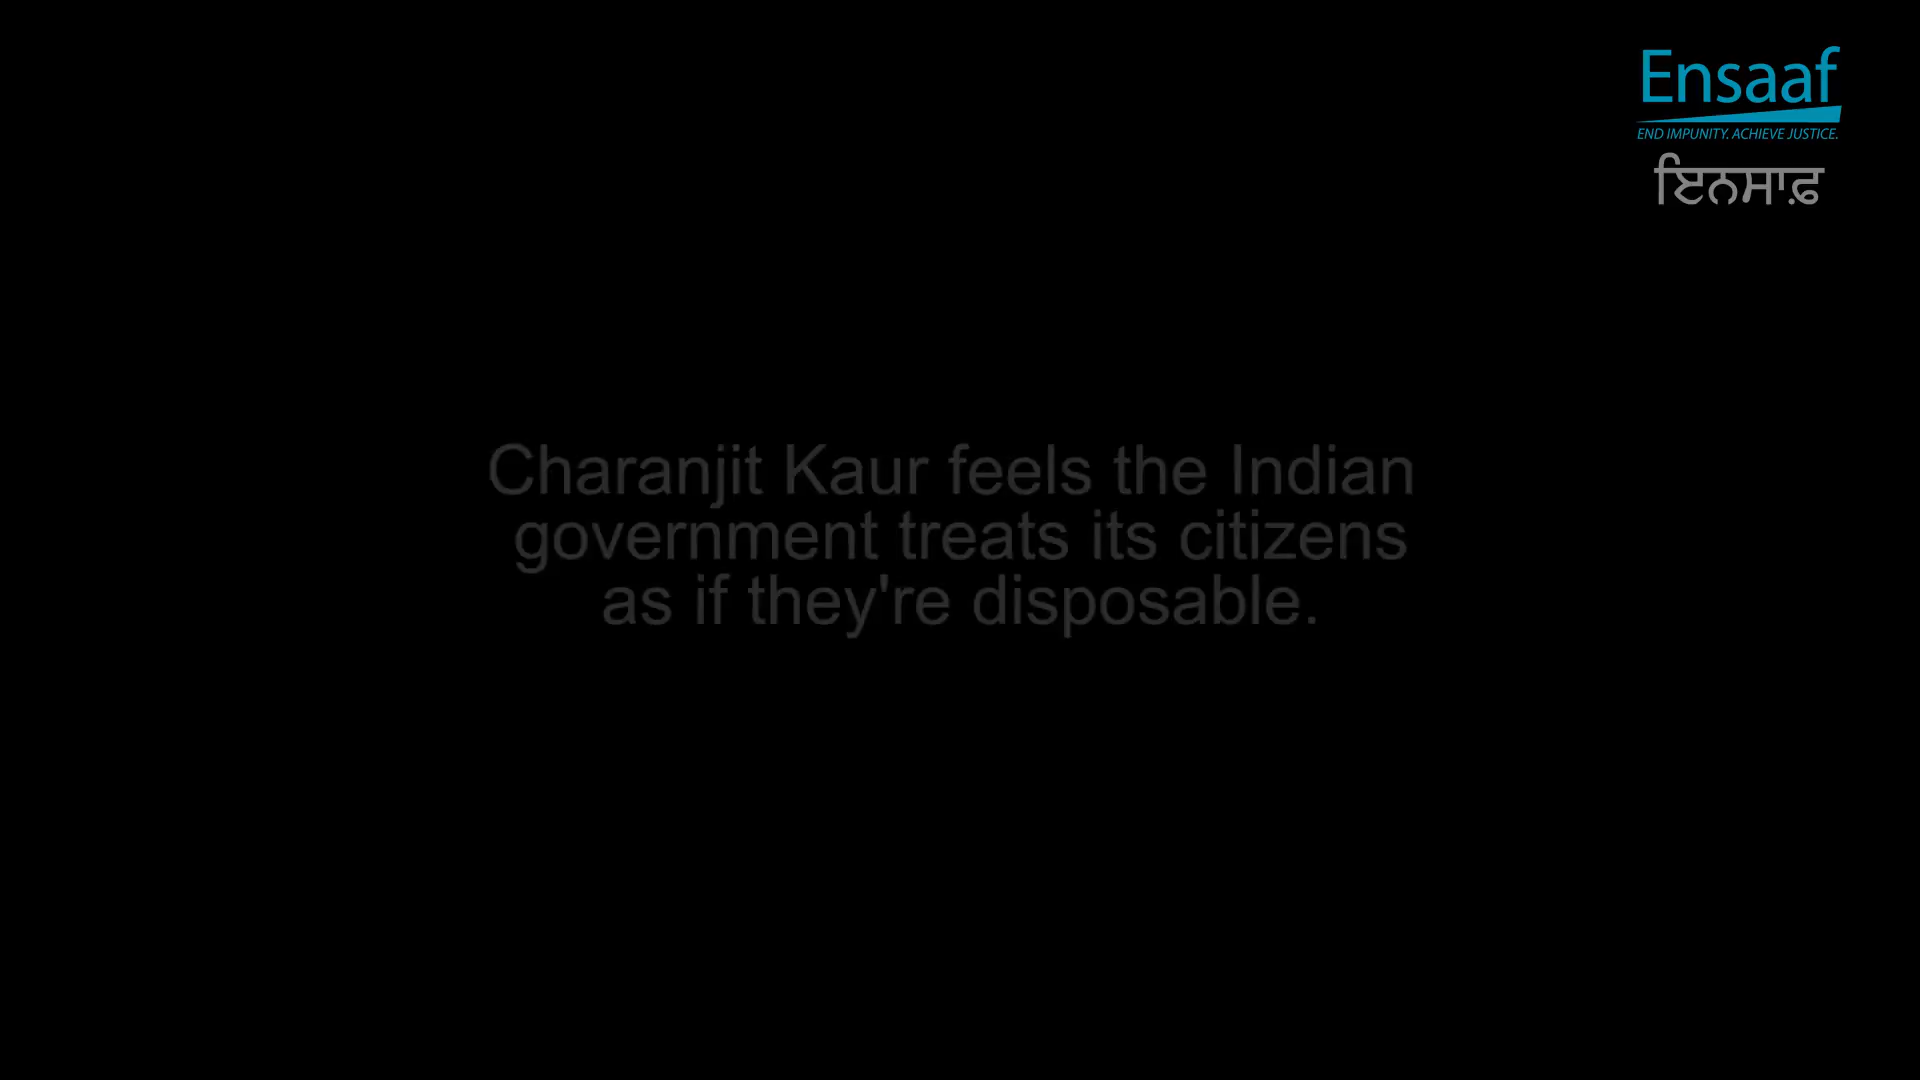 Ensaaf
END IMPUNITY. ACHIEVE JUSTICE.
ਇਨਸਾਫ਼
Charanjit Kaur feels the Indian
government treats its citizens
as if they're disposable.